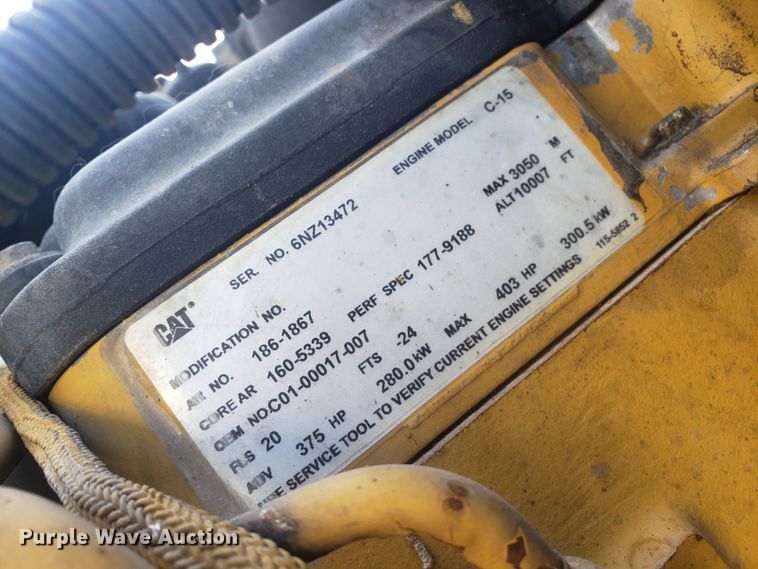 CAT®
SER. NO. 6NZ13472 ENGINE MODEL C-15
MODIFICATION NO.
AR NO. 186-1867 PERF SPEC 177-9188 MAX 3050 M
CORE AR 160-5339 ALT10007 FT
OEM NO.C01-00017-007
FLS 20 FTS -24
ADV 375 HP 280.0 kW MAX 403 HP 300.5 kW
SERVICE TOOL TO VERIFY CURRENT ENGINE SETTINGS 115-5852 2
Purple Wave Auction